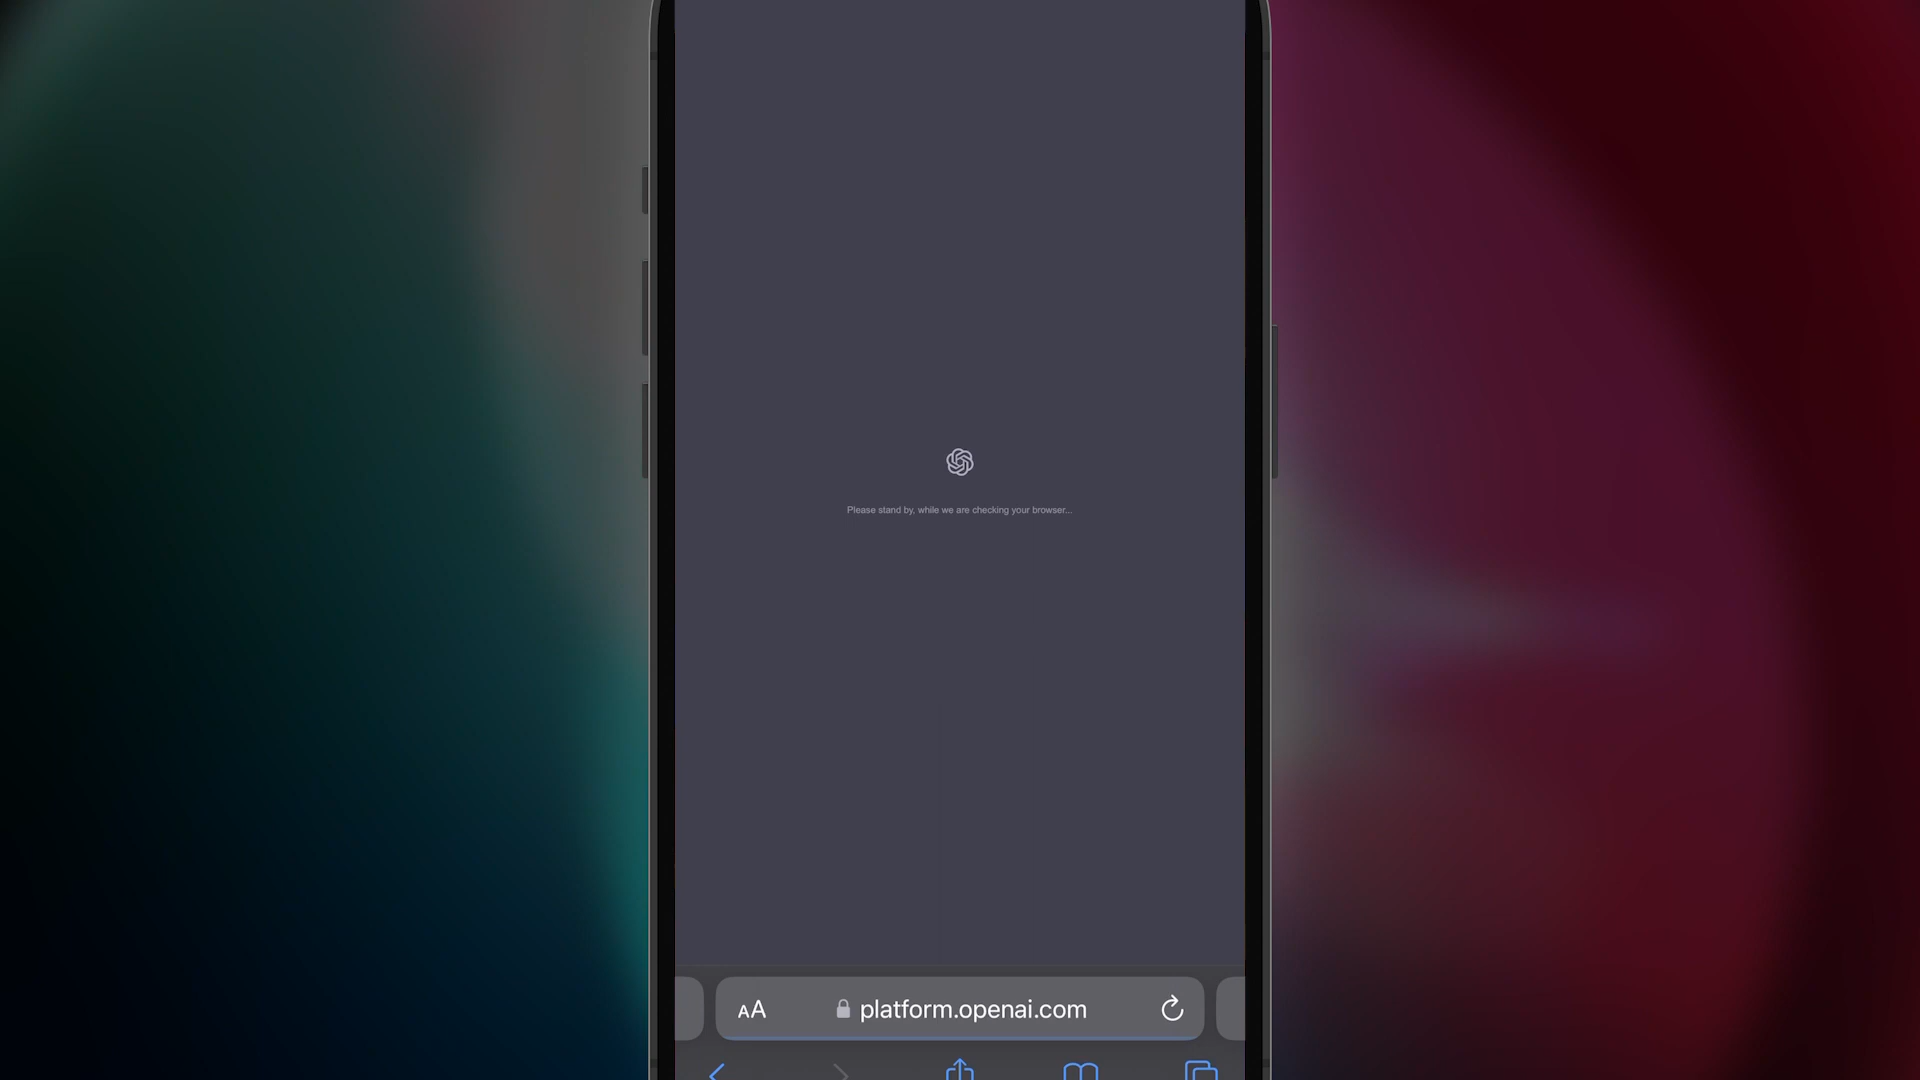 Please stand by, while we are checking your browser...
AA
platform.openai.com